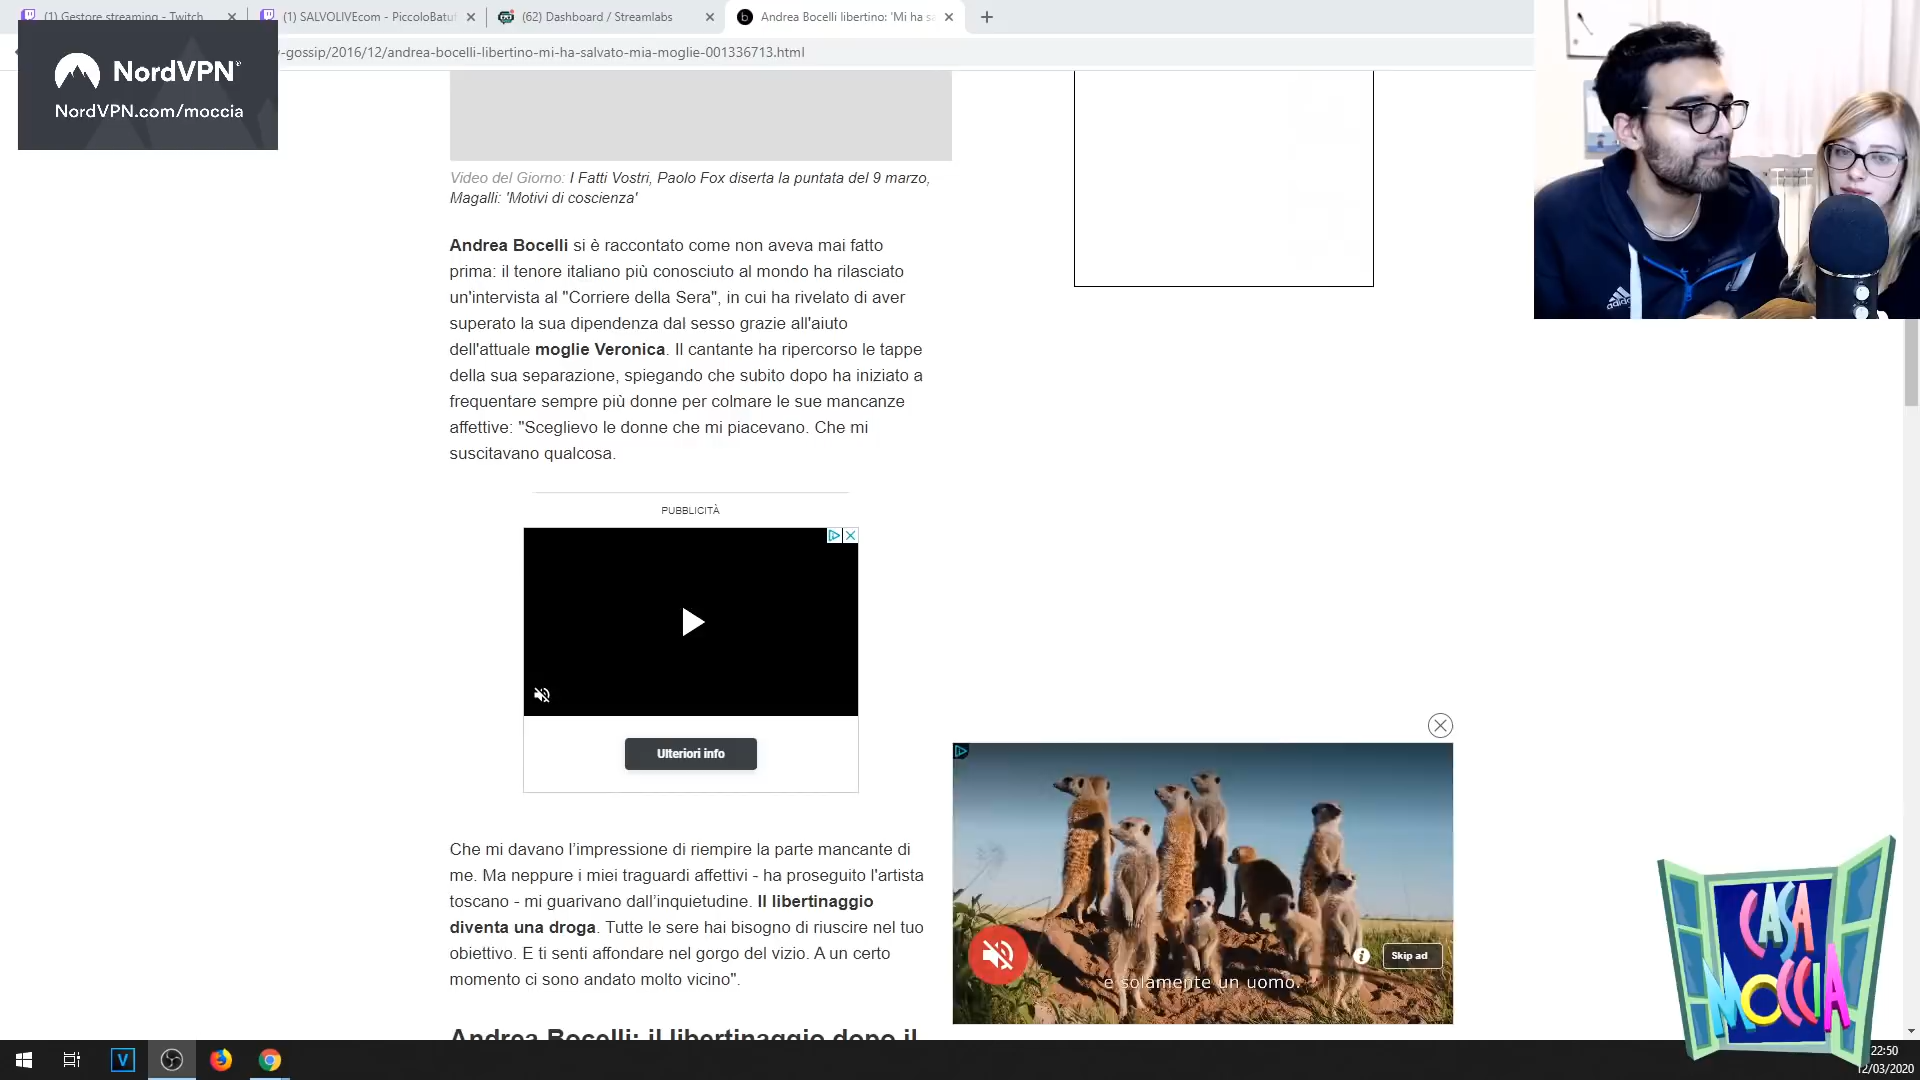 (1) Gestore streaming - Twitch
(1) SALVOLIVEcom - PiccoloBatuf
(62) Dashboard / Streamlabs
Andrea Bocelli libertino: 'Mi ha sa
-gossip/2016/12/andrea-bocelli-libertino-mi-ha-salvato-mia-moglie-001336713.html
NordVPN
NordVPN.com/moccia
Video del Giorno: I Fatti Vostri, Paolo Fox diserta la puntata del 9 marzo,
Magalli: 'Motivi di coscienza'
Andrea Bocelli si è raccontato come non aveva mai fatto
prima: il tenore italiano più conosciuto al mondo ha rilasciato
un'intervista al "Corriere della Sera", in cui ha rivelato di aver
superato la sua dipendenza dal sesso grazie all'aiuto
dell'attuale moglie Veronica. Il cantante ha ripercorso le tappe
della sua separazione, spiegando che subito dopo ha iniziato a
frequentare sempre più donne per colmare le sue mancanze
affettive: "Sceglievo le donne che mi piacevano. Che mi
suscitavano qualcosa.
PUBBLICITÀ
Ulteriori info
Che mi davano l’impressione di riempire la parte mancante di
me. Ma neppure i miei traguardi affettivi - ha proseguito l'artista
toscano - mi guarivano dall’inquietudine. Il libertinaggio
diventa una droga. Tutte le sere hai bisogno di riuscire nel tuo
obiettivo. E ti senti affondare nel gorgo del vizio. A un certo
momento ci sono andato molto vicino".
Andrea Bocelli: il libertinaggio dopo il
Skip ad
è solamente un uomo.
adidas
CASA
MOCCIA
V
22:50
12/03/2020